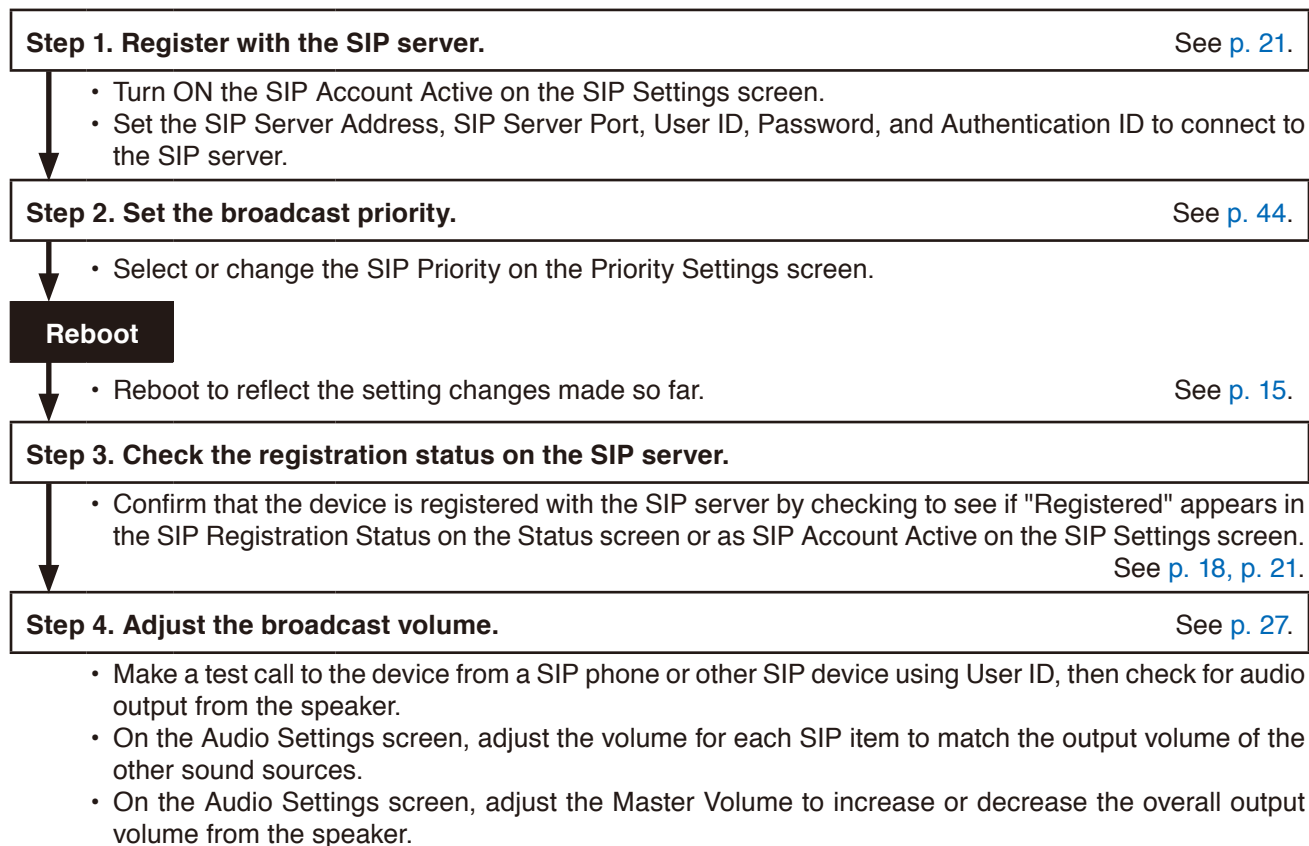 Step 1. Register with the SIP server. See p. 21.
• Turn ON the SIP Account Active on the SIP Settings screen.
• Set the SIP Server Address, SIP Server Port, User ID, Password, and Authentication ID to connect to
the SIP server.
Step 2. Set the broadcast priority. See p. 44.
• Select or change the SIP Priority on the Priority Settings screen.
Reboot
• Reboot to reflect the setting changes made so far. See p. 15.
Step 3. Check the registration status on the SIP server.
• Confirm that the device is registered with the SIP server by checking to see if "Registered" appears in
the SIP Registration Status on the Status screen or as SIP Account Active on the SIP Settings screen.
See p. 18, p. 21.
Step 4. Adjust the broadcast volume. See p. 27.
• Make a test call to the device from a SIP phone or other SIP device using User ID, then check for audio
output from the speaker.
• On the Audio Settings screen, adjust the volume for each SIP item to match the output volume of the
other sound sources.
• On the Audio Settings screen, adjust the Master Volume to increase or decrease the overall output
volume from the speaker.